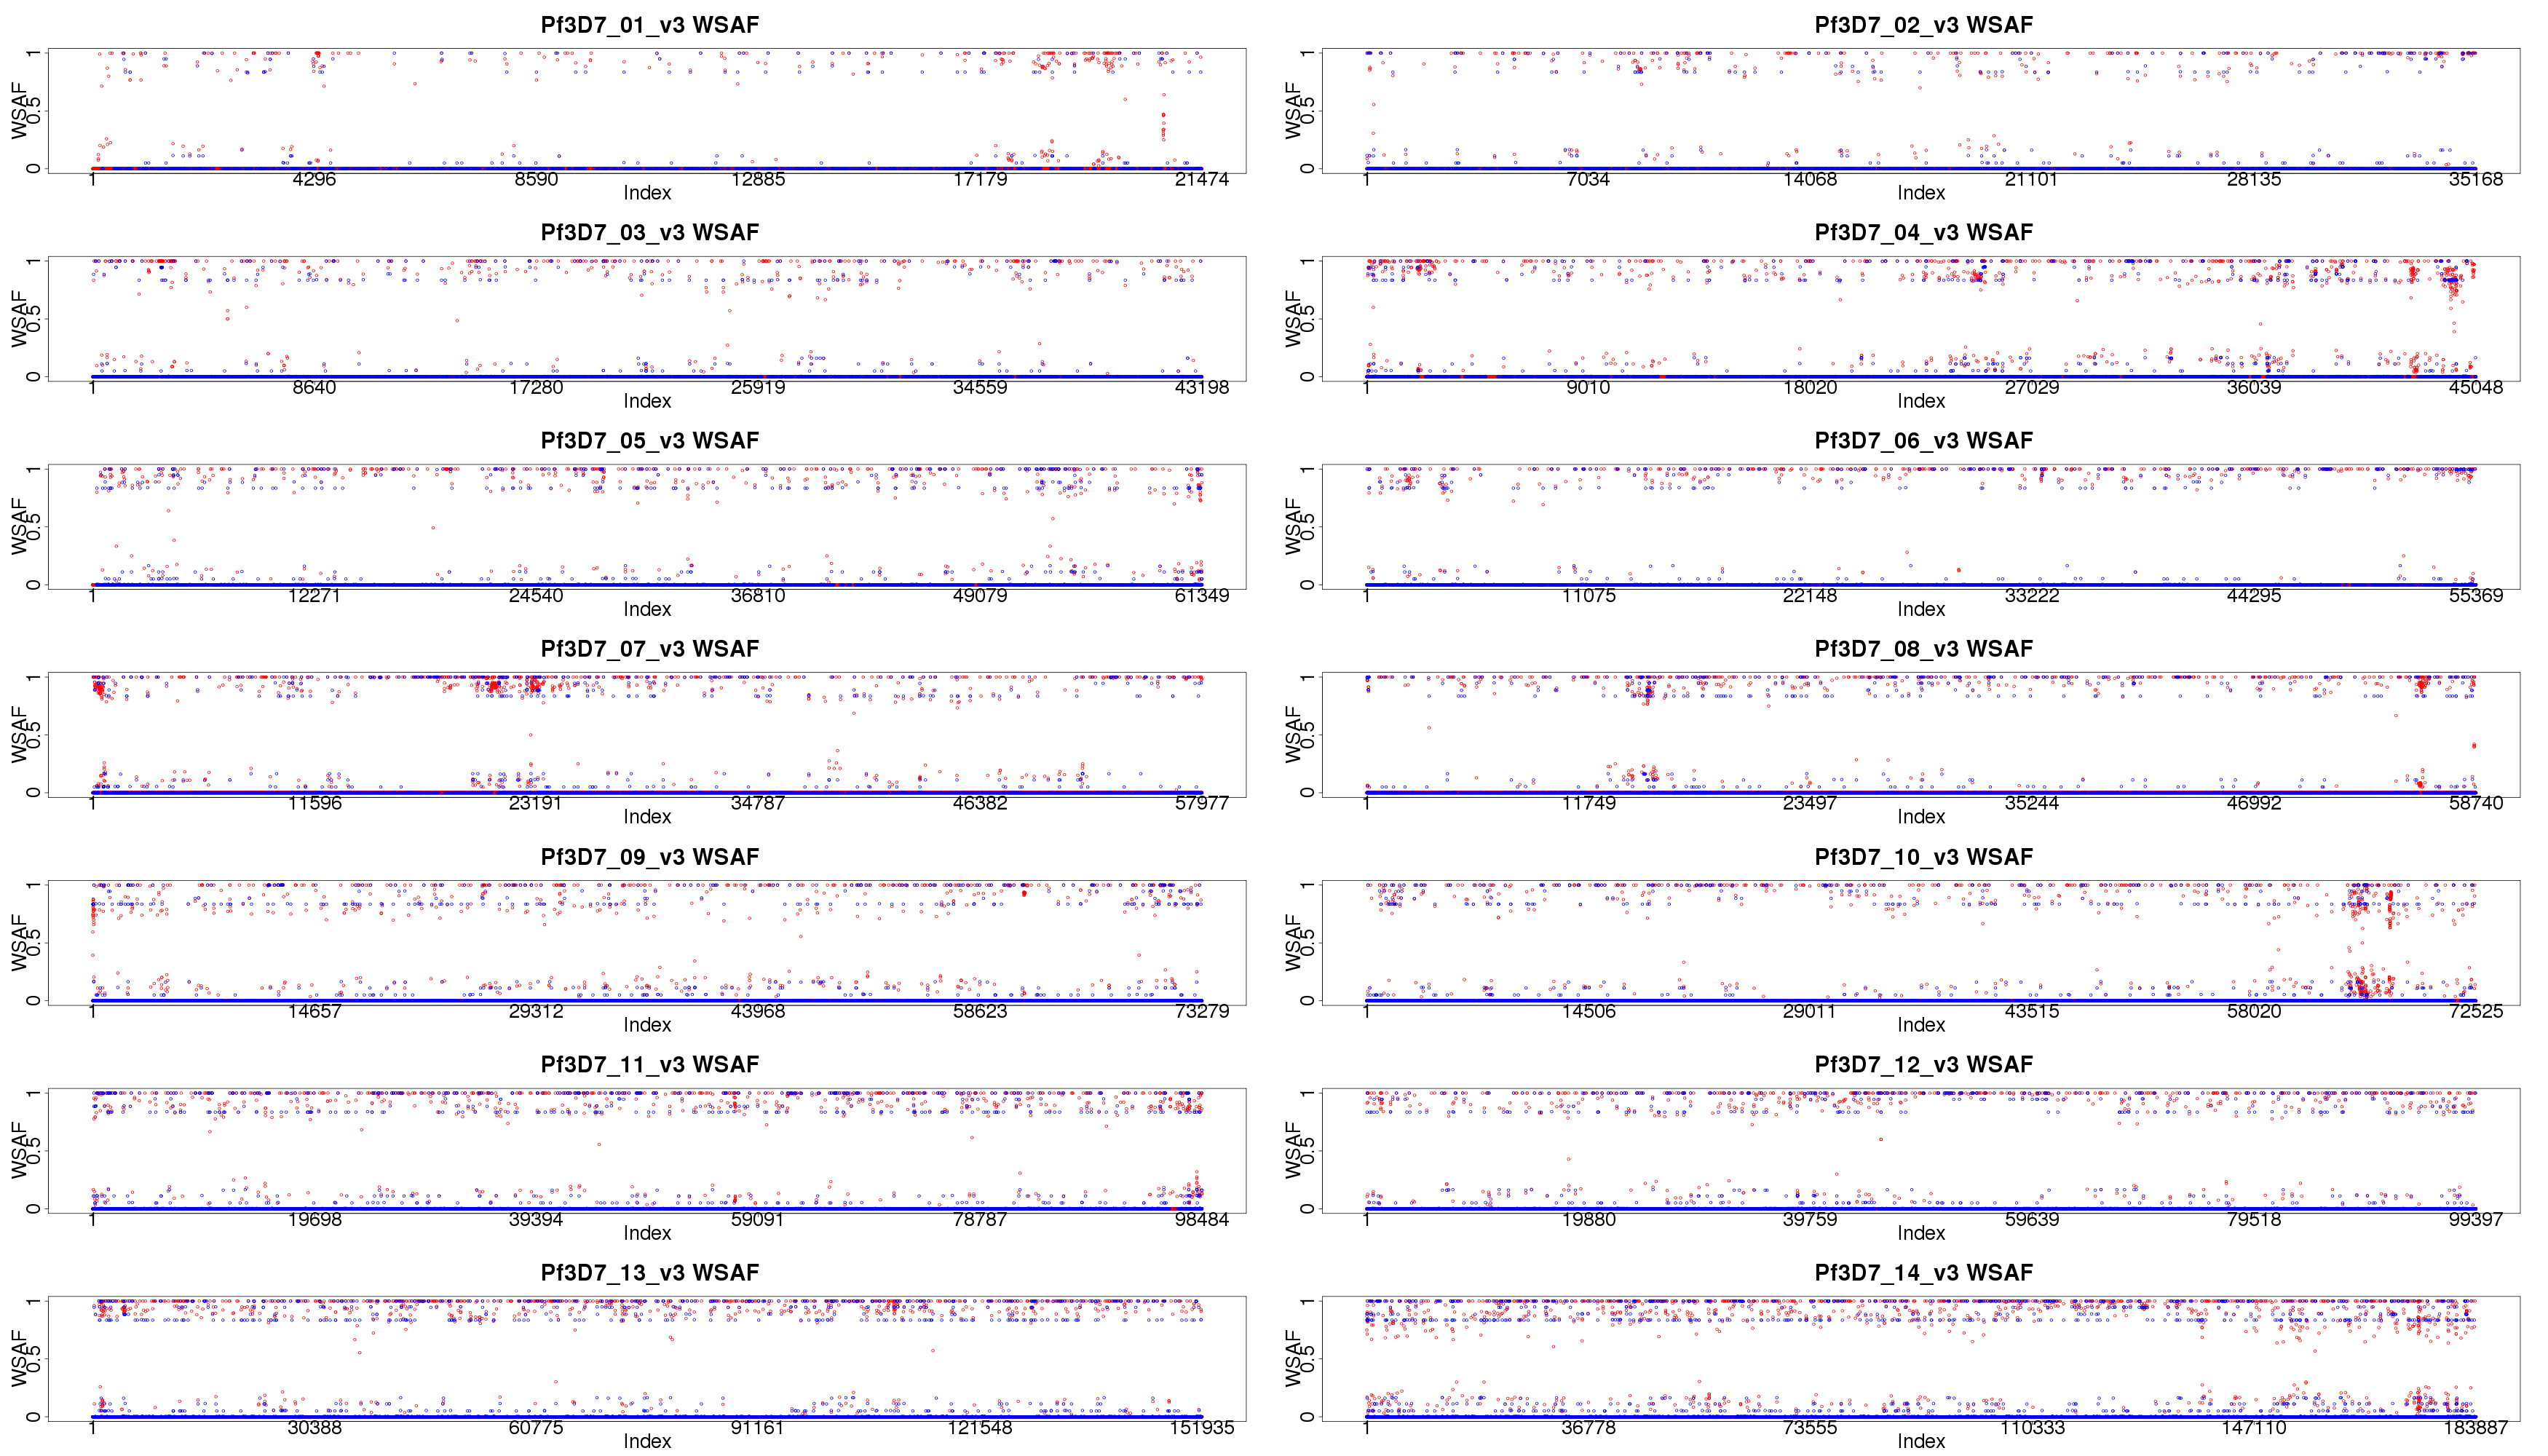 Pf3D7_01_v3 WSAF
WSAF
0 0.5 1
1 4296 8590 12885 17179 21474
Index
Pf3D7_02_v3 WSAF
WSAF
0 0.5 1
1 7034 14068 21101 28135 35168
Index
Pf3D7_03_v3 WSAF
WSAF
0 0.5 1
1 8640 17280 25919 34559 43198
Index
Pf3D7_04_v3 WSAF
WSAF
0 0.5 1
1 9010 18020 27029 36039 45048
Index
Pf3D7_05_v3 WSAF
WSAF
0 0.5 1
1 12271 24540 36810 49079 61349
Index
Pf3D7_06_v3 WSAF
WSAF
0 0.5 1
1 11075 22148 33222 44295 55369
Index
Pf3D7_07_v3 WSAF
WSAF
0 0.5 1
1 11596 23191 34787 46382 57977
Index
Pf3D7_08_v3 WSAF
WSAF
0 0.5 1
1 11749 23497 35244 46992 58740
Index
Pf3D7_09_v3 WSAF
WSAF
0 0.5 1
1 14657 29312 43968 58623 73279
Index
Pf3D7_10_v3 WSAF
WSAF
0 0.5 1
1 14506 29011 43515 58020 72525
Index
Pf3D7_11_v3 WSAF
WSAF
0 0.5 1
1 19698 39394 59091 78787 98484
Index
Pf3D7_12_v3 WSAF
WSAF
0 0.5 1
1 19880 39759 59639 79518 99397
Index
Pf3D7_13_v3 WSAF
WSAF
0 0.5 1
1 30388 60775 91161 121548 151935
Index
Pf3D7_14_v3 WSAF
WSAF
0 0.5 1
1 36778 73555 110333 147110 183887
Index